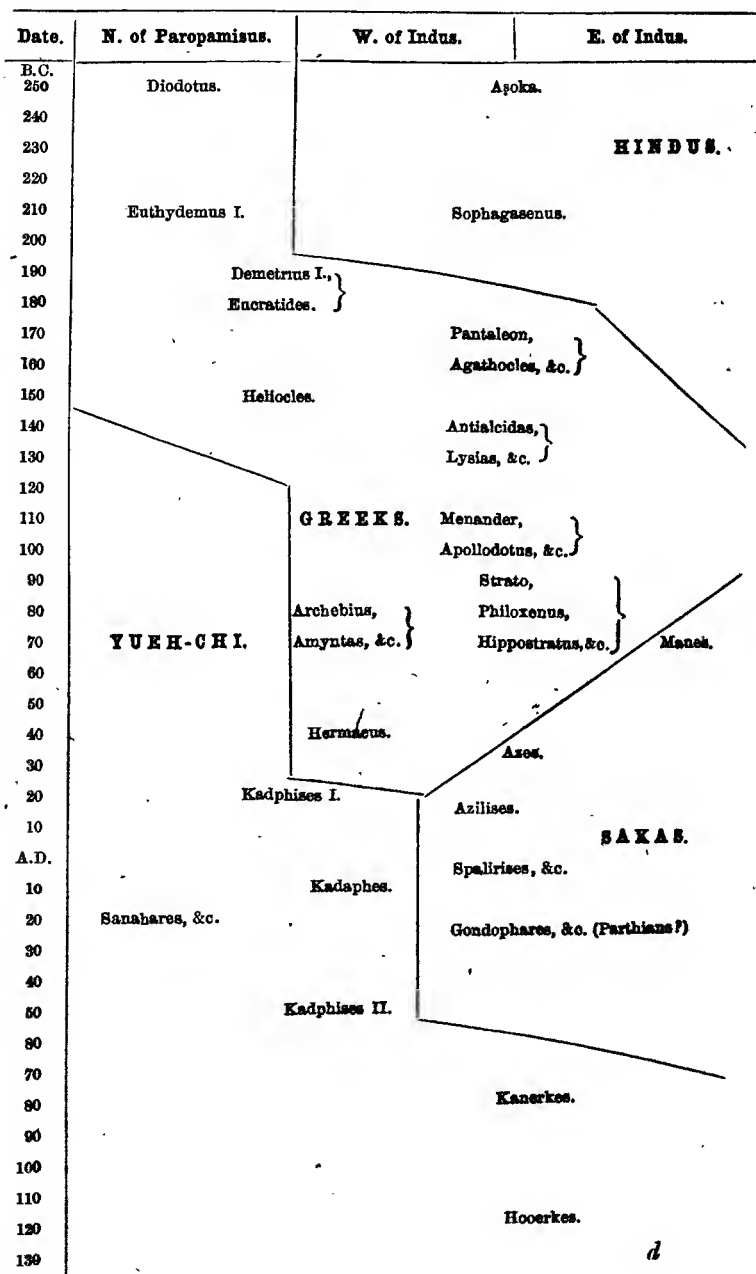 Date. N. of Paropamisus. W. of Indus. E. of Indus.
B.C.
250 Diodotus. Aşoka.
240
230 HINDUS.
220
210 Euthydemus I. Sophagasenus.
200
190 Demetrius I.,
180 Eucratides.
170 Pantaleon,
160 Agathocles, &c.
150 Heliocles.
140 Antialcidas,
130 Lysias, &c.
120
110 GREEKS. Menander,
100 Apollodotus, &c.
90 Strato,
80 Archebius, Philoxenus,
70 YUEH-CHI. Amyntas, &c. Hippostratus, &c. Maues.
60
50
40 Hermaeus.
30 Azes.
20 Kadphises I. Azilises.
10 SAKAS.
A.D. Spalirises, &c.
10 Kadaphes.
20 Sanabares, &c. Gondophares, &c. (Parthians?)
30
40
50 Kadphises II.
60
70
80 Kanerkes.
90
100
110
120 Hooerkes.
130 d